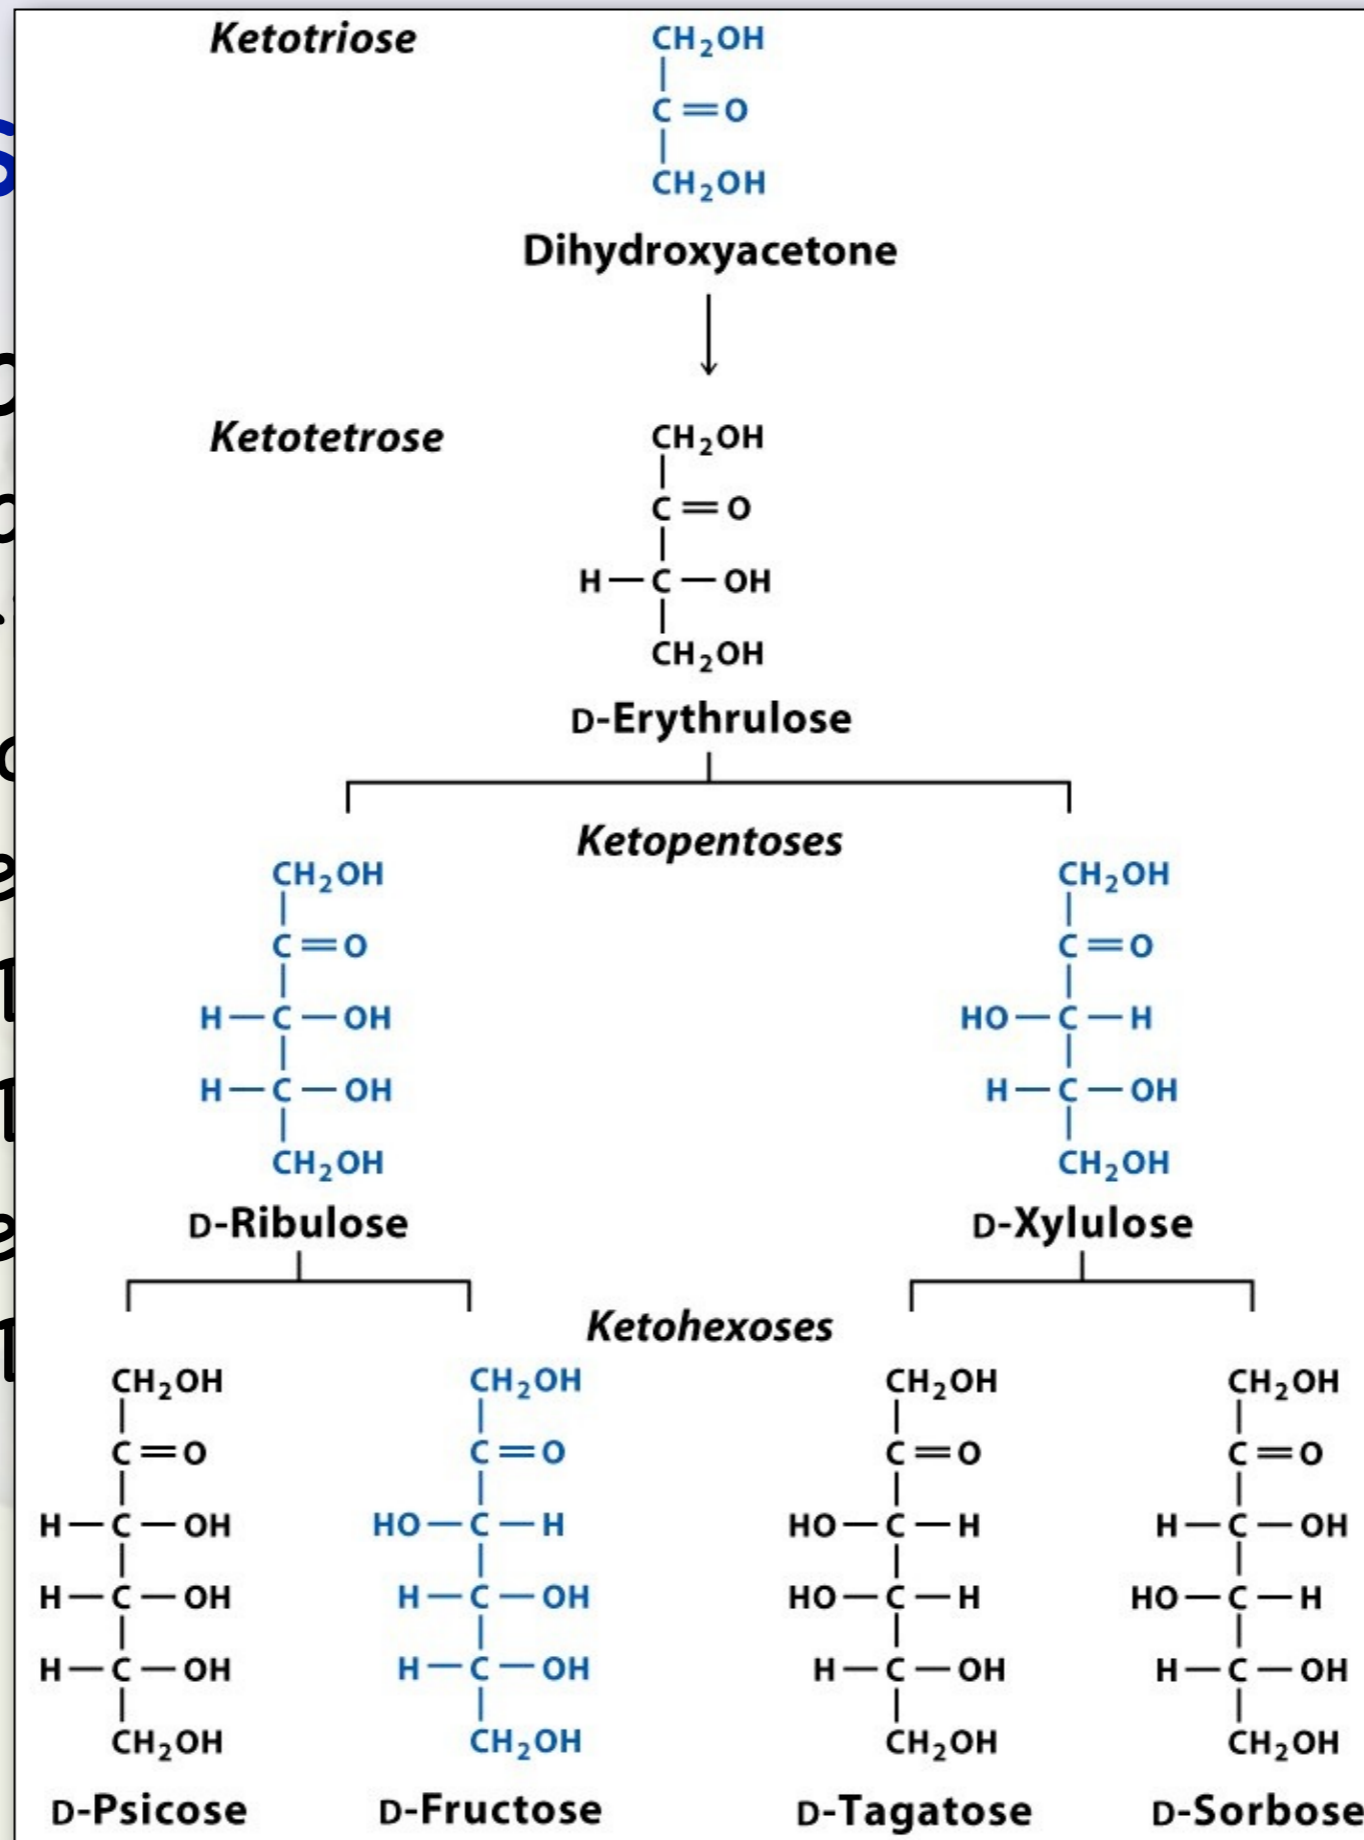 Ketotriose
CH2OH
C=O
CH2OH
Dihydroxyacetone
Ketotetrose
CH2OH
C=O
H—C—OH
CH2OH
D-Erythrulose
Ketopentoses
CH2OH CH2OH
C=O C=O
H—C—OH HO—C—H
H—C—OH H—C—OH
CH2OH CH2OH
D-Ribulose D-Xylulose
Ketohexoses
CH2OH CH2OH CH2OH CH2OH
C=O C=O C=O C=O
H—C—OH HO—C—H HO—C—H H—C—OH
H—C—OH H—C—OH HO—C—H HO—C—H
H—C—OH H—C—OH H—C—OH H—C—OH
CH2OH CH2OH CH2OH CH2OH
D-Psicose D-Fructose D-Tagatose D-Sorbose